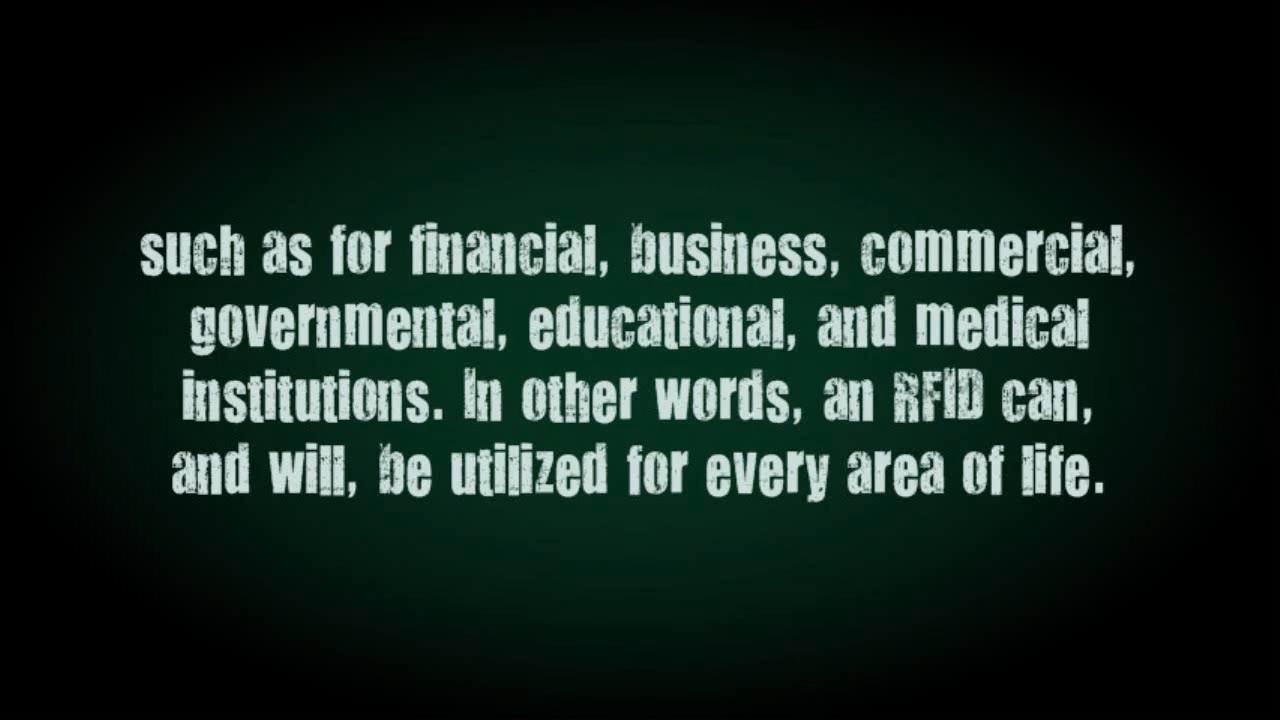 such as for financial, business, commercial,
governmental, educational, and medical
institutions. In other words, an RFID can,
and will, be utilized for every area of life.